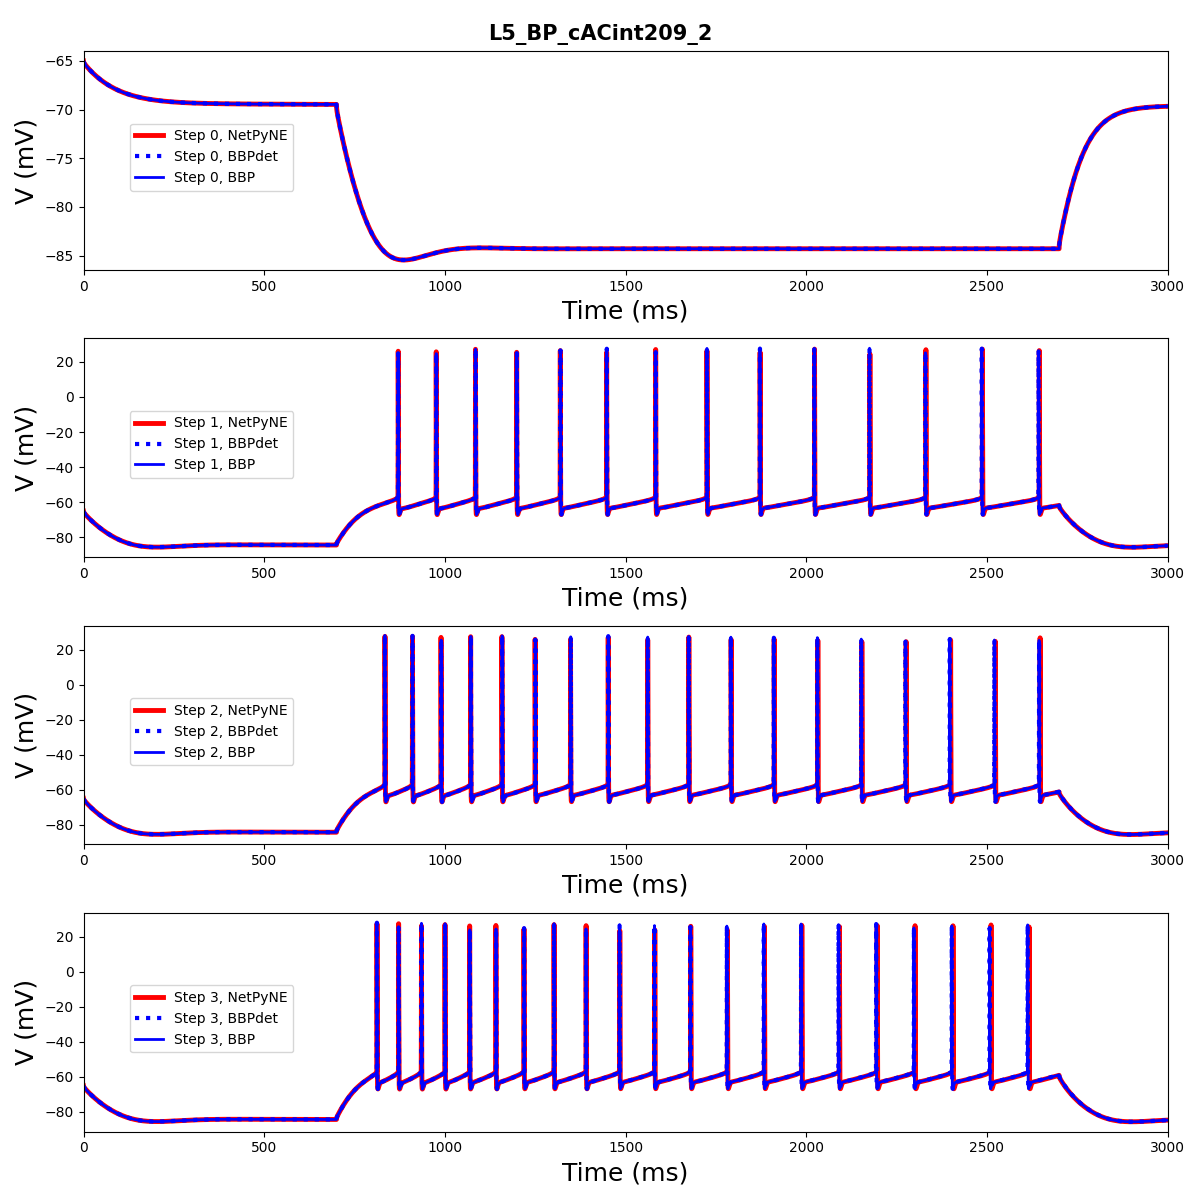 L5_BP_cACint209_2
−65
−70
−75
−80
−85
V (mV)
Step 0, NetPyNE
Step 0, BBPdet
Step 0, BBP
0 500 1000 1500 2000 2500 3000
Time (ms)
20
0
−20
−40
−60
−80
V (mV)
Step 1, NetPyNE
Step 1, BBPdet
Step 1, BBP
0 500 1000 1500 2000 2500 3000
Time (ms)
20
0
−20
−40
−60
−80
V (mV)
Step 2, NetPyNE
Step 2, BBPdet
Step 2, BBP
0 500 1000 1500 2000 2500 3000
Time (ms)
20
0
−20
−40
−60
−80
V (mV)
Step 3, NetPyNE
Step 3, BBPdet
Step 3, BBP
0 500 1000 1500 2000 2500 3000
Time (ms)